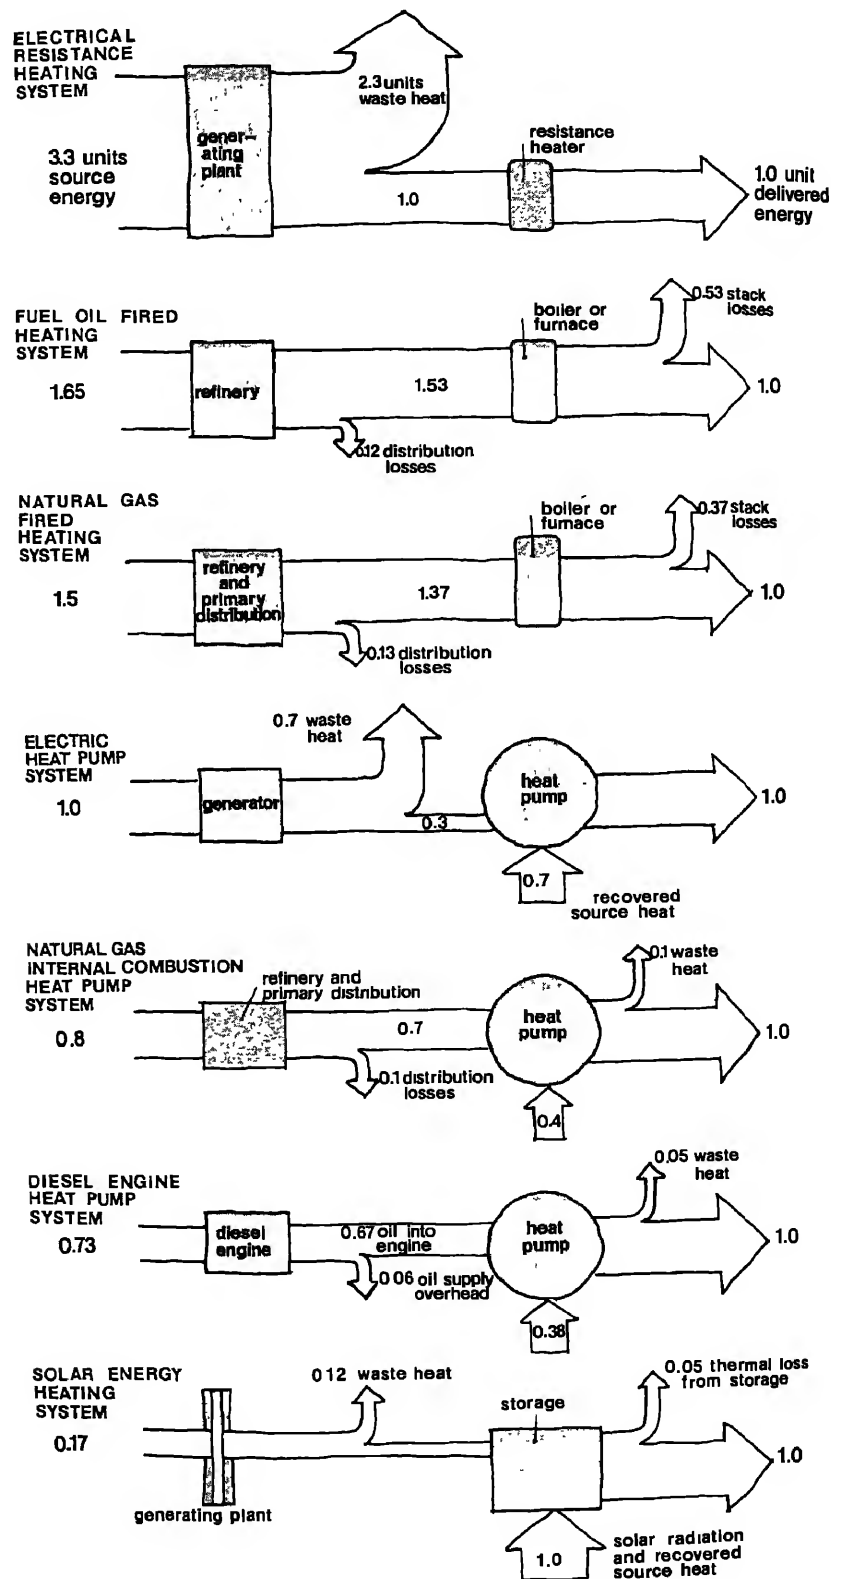 ELECTRICAL
RESISTANCE
HEATING
SYSTEM
3.3 units
source
energy
gener-
ating
plant
2.3 units
waste heat
1.0
resistance
heater
1.0 unit
delivered
energy
FUEL OIL FIRED
HEATING
SYSTEM
1.65
refinery
1.53
0.12 distribution
losses
boiler or
furnace
0.53 stack
losses
1.0
NATURAL GAS
FIRED
HEATING
SYSTEM
1.5
refinery
and
primary
distribution
1.37
0.13 distribution
losses
boiler or
furnace
0.37 stack
losses
1.0
ELECTRIC
HEAT PUMP
SYSTEM
1.0
generator
0.7 waste
heat
0.3
heat
pump
0.7
recovered
source heat
1.0
NATURAL GAS
INTERNAL COMBUSTION
HEAT PUMP
SYSTEM
0.8
refinery and
primary distribution
0.7
0.1 distribution
losses
heat
pump
0.4
0.1 waste
heat
1.0
DIESEL ENGINE
HEAT PUMP
SYSTEM
0.73
diesel
engine
0.67 oil into
engine
0 06 oil supply
overhead
heat
pump
0.38
0.05 waste
heat
1.0
SOLAR ENERGY
HEATING
SYSTEM
0.17
generating plant
0 12 waste heat
storage
1.0
solar radiation
and recovered
source heat
0.05 thermal loss
from storage
1.0